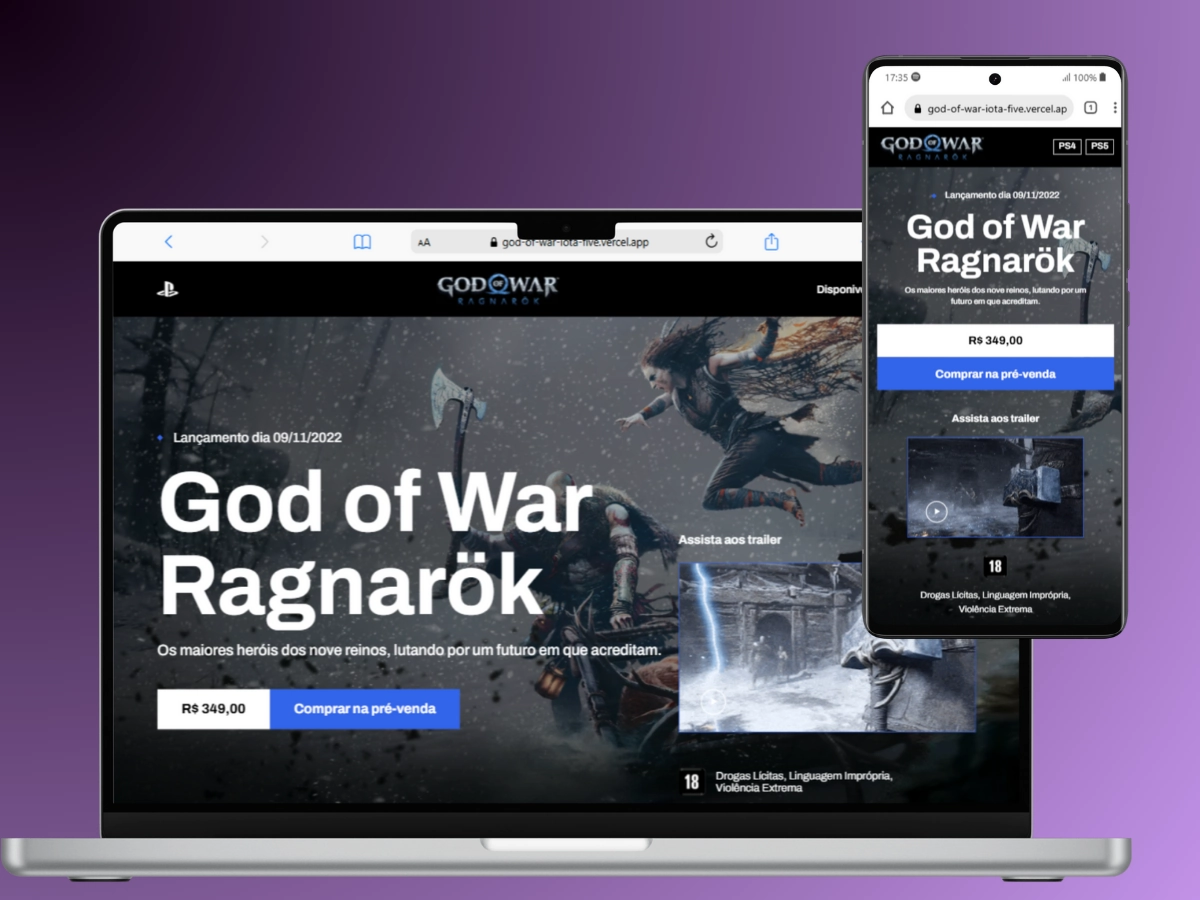 god-of-war-iota-five.vercel.app
AA
GOD OF WAR
RAGNARÖK
Disponív
Lançamento dia 09/11/2022
God of War
Ragnarök
Os maiores heróis dos nove reinos, lutando por um futuro em que acreditam.
R$ 349,00
Comprar na pré-venda
Assista aos trailer
18
Drogas Lícitas, Linguagem Imprópria,
Violência Extrema
17:35
100%
god-of-war-iota-five.vercel.ap
1
GOD OF WAR
RAGNARÖK
PS4
PS5
Lançamento dia 09/11/2022
God of War
Ragnarök
Os maiores heróis dos nove reinos, lutando por um
futuro em que acreditam.
R$ 349,00
Comprar na pré-venda
Assista aos trailer
18
Drogas Lícitas, Linguagem Imprópria,
Violência Extrema